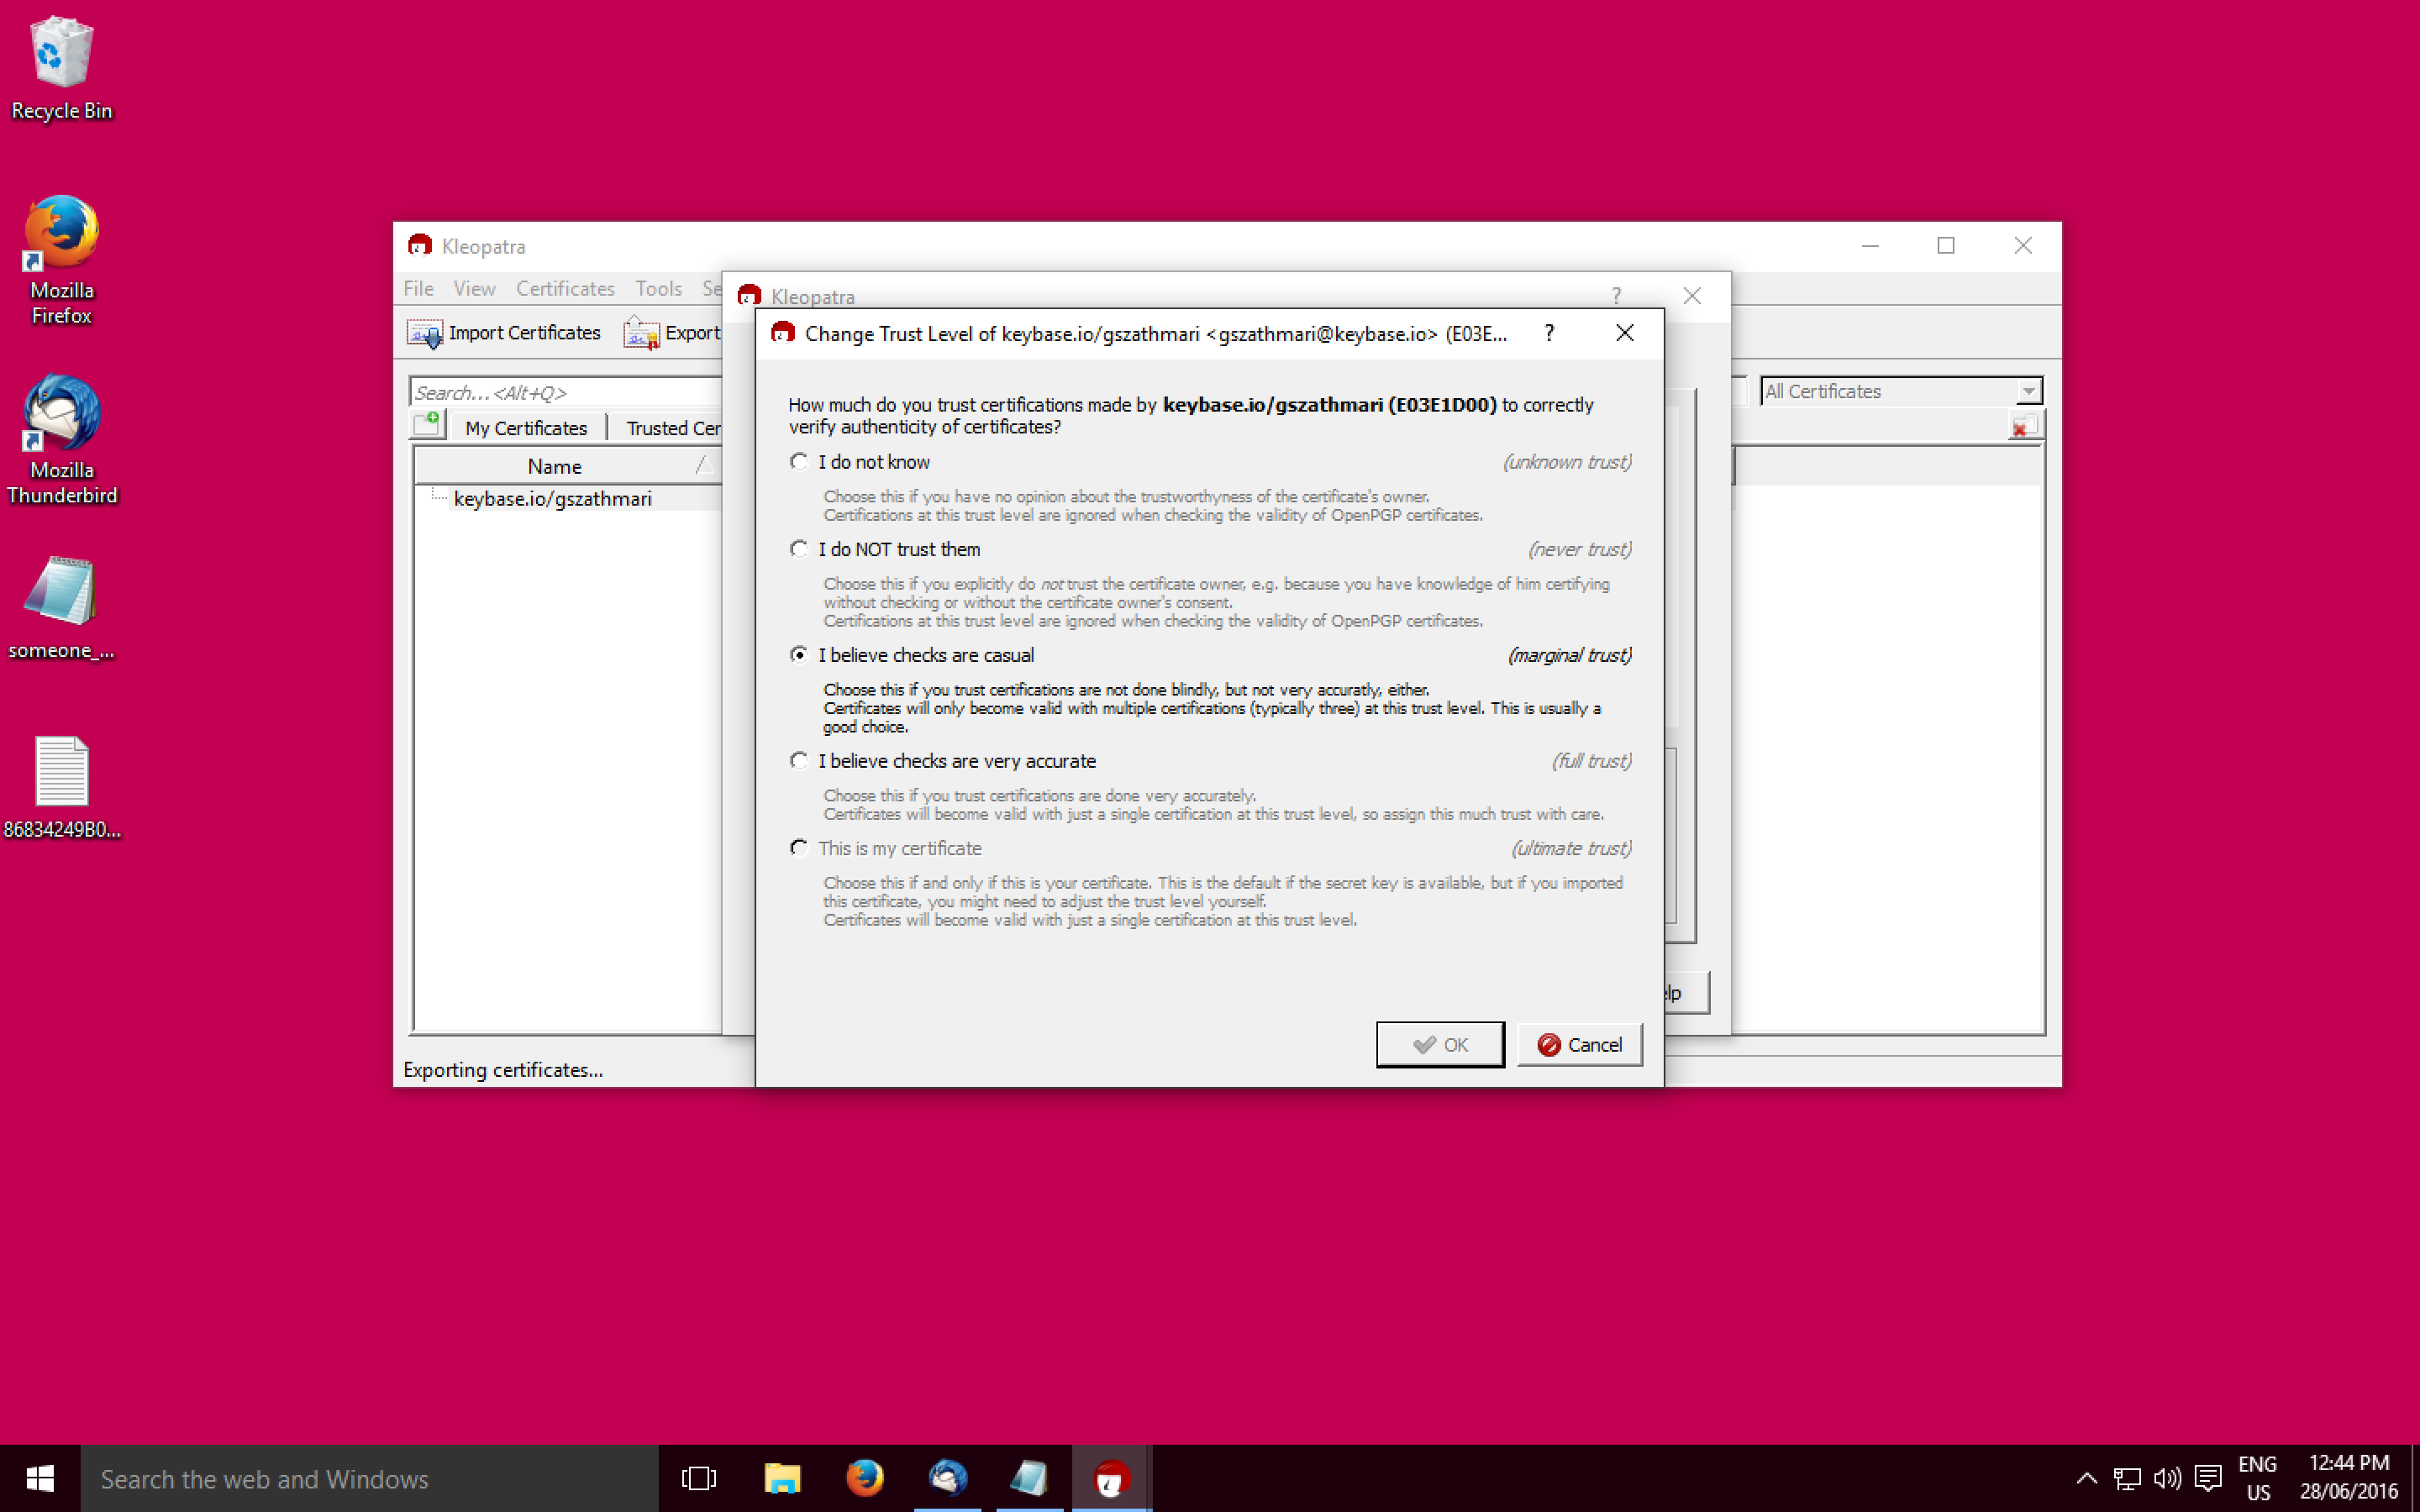 Recycle Bin
Mozilla
Firefox
Mozilla
Thunderbird
someone_...
86834249B0...
Kleopatra
File View Certificates Tools Se
Import Certificates Export
Search...<Alt+Q>
All Certificates
My Certificates Trusted Cer
Name
keybase.io/gszathmari
Exporting certificates...
Kleopatra ?
Change Trust Level of keybase.io/gszathmari <gszathmari@keybase.io> (E03E... ?
How much do you trust certifications made by keybase.io/gszathmari (E03E1D00) to correctly
verify authenticity of certificates?
I do not know (unknown trust)
Choose this if you have no opinion about the trustworthyness of the certificate's owner.
Certifications at this trust level are ignored when checking the validity of OpenPGP certificates.
I do NOT trust them (never trust)
Choose this if you explicitly do not trust the certificate owner, e.g. because you have knowledge of him certifying
without checking or without the certificate owner's consent.
Certifications at this trust level are ignored when checking the validity of OpenPGP certificates.
I believe checks are casual (marginal trust)
Choose this if you trust certifications are not done blindly, but not very accuratly, either.
Certificates will only become valid with multiple certifications (typically three) at this trust level. This is usually a
good choice.
I believe checks are very accurate (full trust)
Choose this if you trust certifications are done very accurately.
Certificates will become valid with just a single certification at this trust level, so assign this much trust with care.
This is my certificate (ultimate trust)
Choose this if and only if this is your certificate. This is the default if the secret key is available, but if you imported
this certificate, you might need to adjust the trust level yourself.
Certificates will become valid with just a single certification at this trust level.
lp
OK Cancel
Search the web and Windows
ENG
US
12:44 PM
28/06/2016